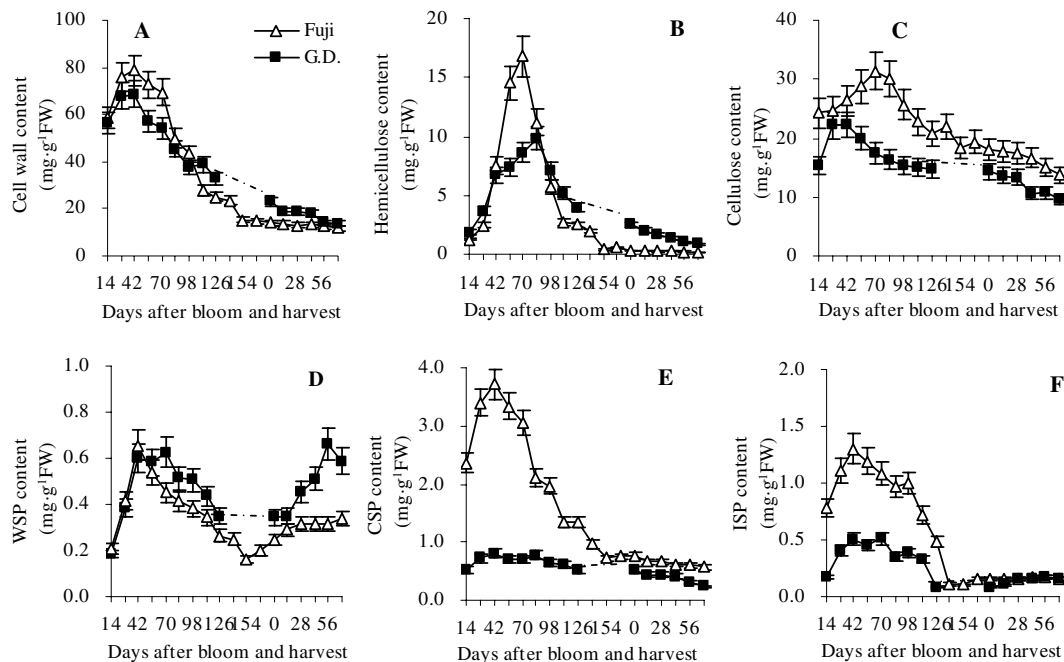 A
Fuji
G.D.
100
80
60
40
20
0
Cell wall content
(mg·g¹FW)
14 42 70 98 126 154 0 28 56
Days after bloom and harvest
B
20
15
10
5
0
Hemicellulose content
(mg·g¹FW)
14 42 70 98 126 154 0 28 56
Days after bloom and harvest
C
40
30
20
10
0
Cellulose content
(mg·g¹FW)
14 42 70 98 126 154 0 28 56
Days after bloom and harvest
D
1.0
0.8
0.6
0.4
0.2
0.0
WSP content
(mg·g¹FW)
14 42 70 98 126 154 0 28 56
Days after bloom and harvest
E
4.0
3.0
2.0
1.0
0.0
CSP content
(mg·g¹FW)
14 42 70 98 126 154 0 28 56
Days after bloom and harvest
F
2.0
1.5
1.0
0.5
0.0
ISP content
(mg·g¹FW)
14 42 70 98 126 154 0 28 56
Days after bloom and harvest